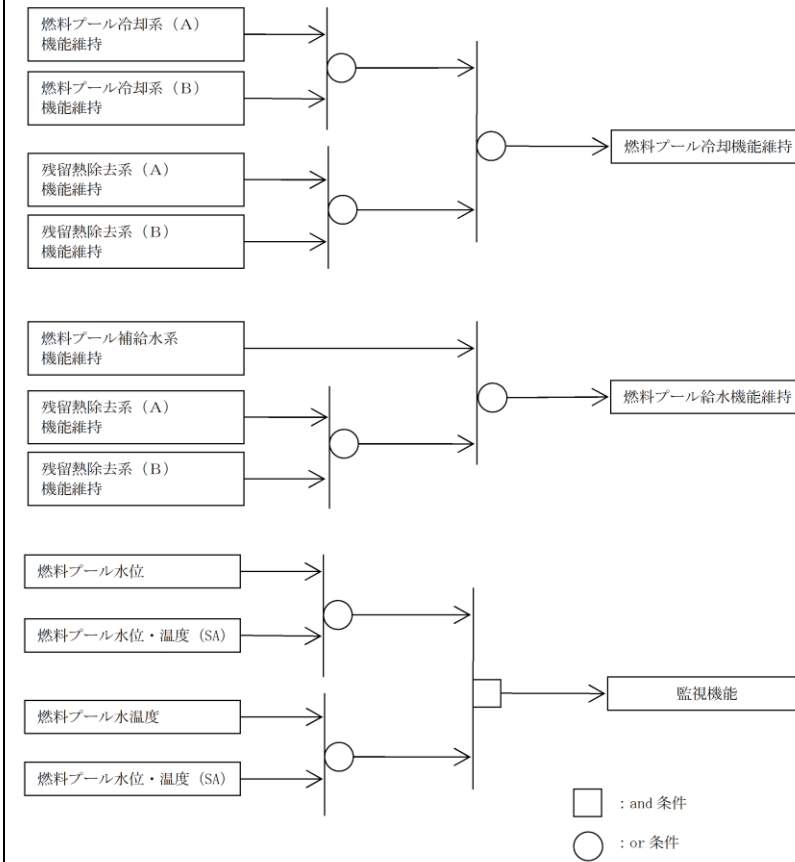 燃料プール冷却系（A）
機能維持
燃料プール冷却系（B）
機能維持
残留熱除去系（A）
機能維持
残留熱除去系（B）
機能維持
燃料プール冷却機能維持
燃料プール補給水系
機能維持
残留熱除去系（A）
機能維持
残留熱除去系（B）
機能維持
燃料プール給水機能維持
燃料プール水位
燃料プール水位・温度（SA）
燃料プール水温度
燃料プール水位・温度（SA）
監視機能
：and 条件
：or 条件